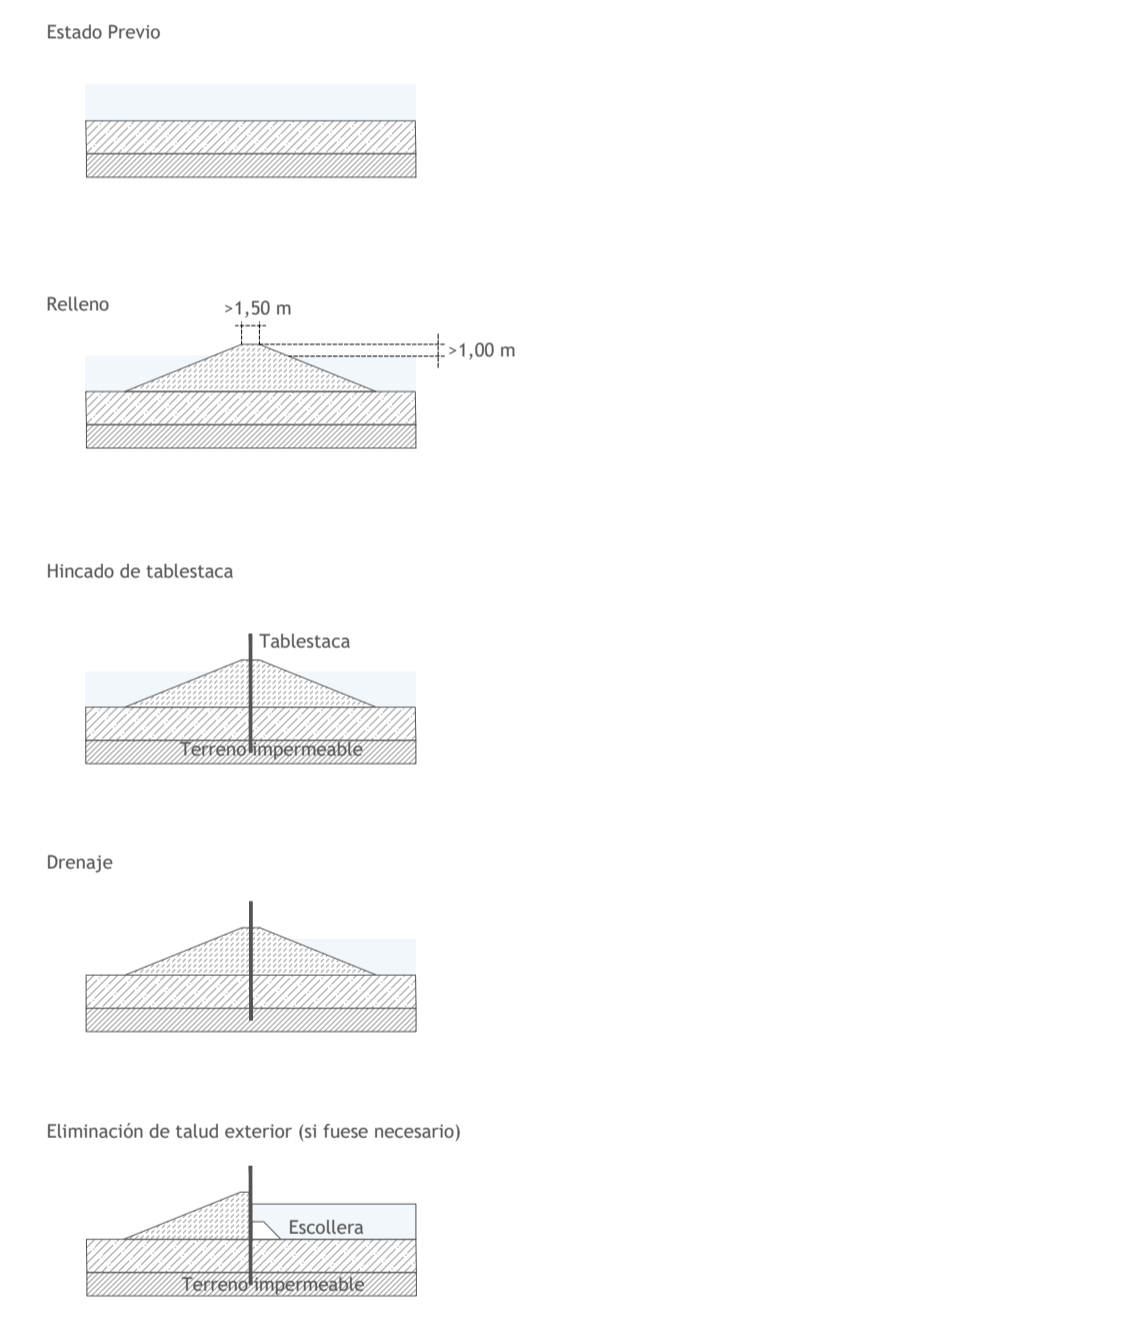 Estado Previo
Relleno
>1,50 m
>1,00 m
Hincado de tablestaca
Tablestaca
Terreno impermeable
Drenaje
Eliminación de talud exterior (si fuese necesario)
Escollera
Terreno impermeable